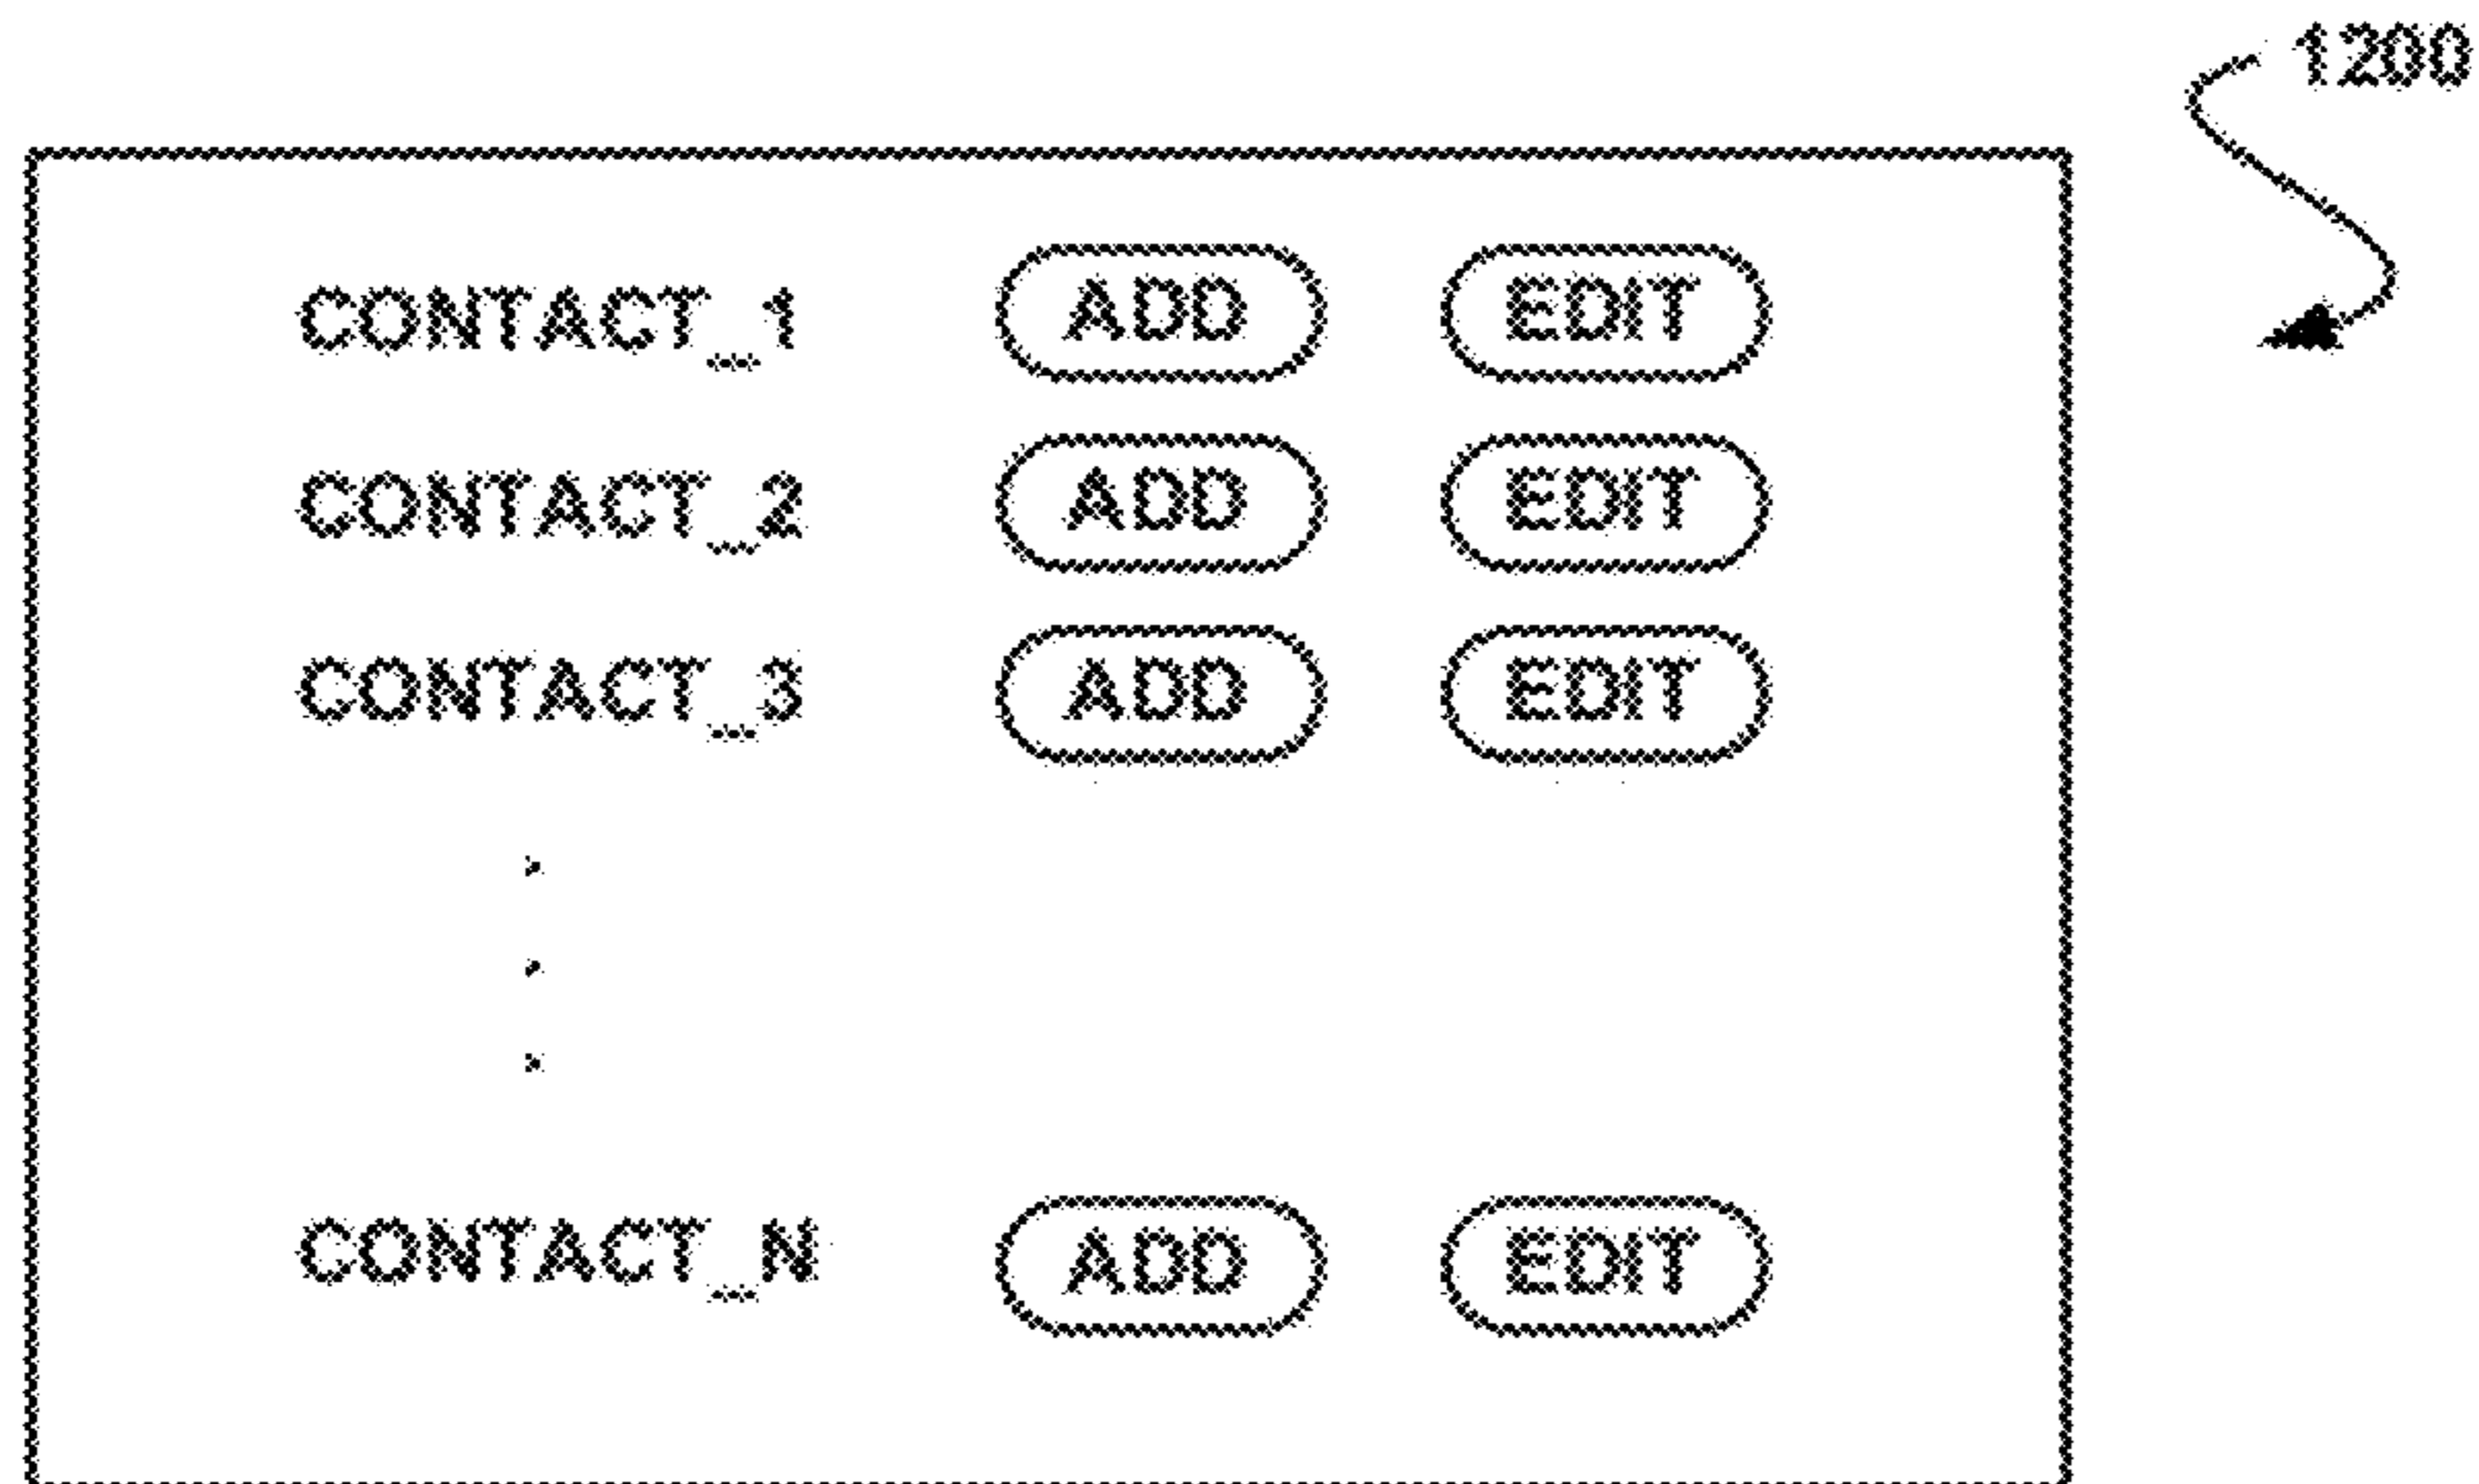 1200
CONTACT_1 ADD EDIT
CONTACT_2 ADD EDIT
CONTACT_3 ADD EDIT
.
.
.
CONTACT_N ADD EDIT